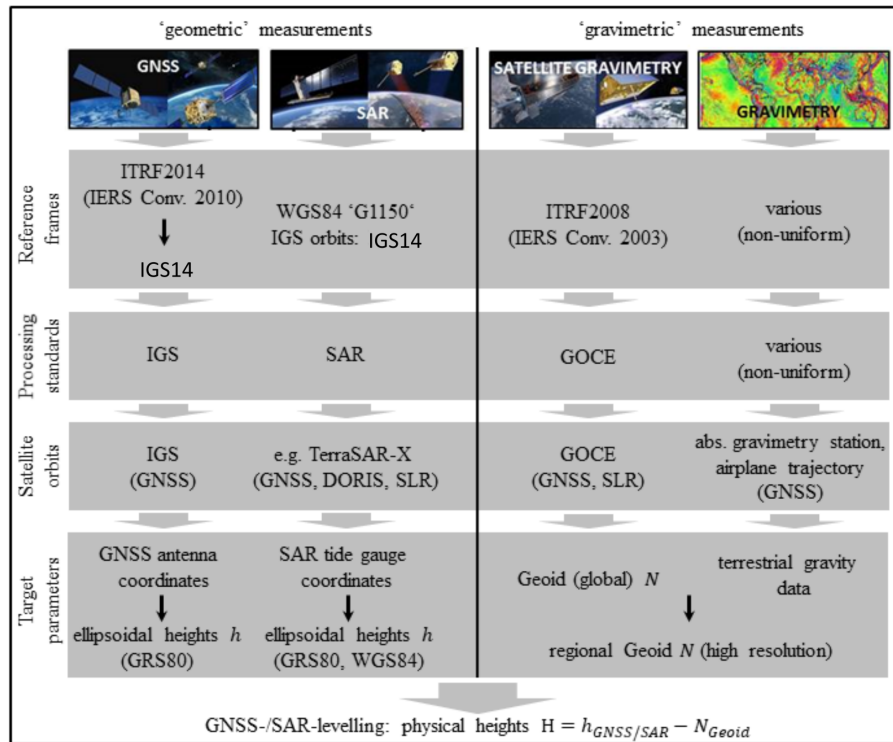 ‘geometric’ measurements
‘gravimetric’ measurements
GNSS
SAR
SATELLITE GRAVIMETRY
GRAVIMETRY
Reference
frames
ITRF2014
(IERS Conv. 2010)
IGS14
WGS84 ‘G1150‘
IGS orbits: IGS14
ITRF2008
(IERS Conv. 2003)
various
(non-uniform)
Processing
standards
IGS
SAR
GOCE
various
(non-uniform)
Satellite
orbits
IGS
(GNSS)
e.g. TerraSAR-X
(GNSS, DORIS, SLR)
GOCE
(GNSS, SLR)
abs. gravimetry station,
airplane trajectory
(GNSS)
Target
parameters
GNSS antenna
coordinates
ellipsoidal heights h
(GRS80)
SAR tide gauge
coordinates
ellipsoidal heights h
(GRS80, WGS84)
Geoid (global) N
terrestrial gravity
data
regional Geoid N (high resolution)
GNSS-/SAR-levelling: physical heights H = h_GNSS/SAR − N_Geoid